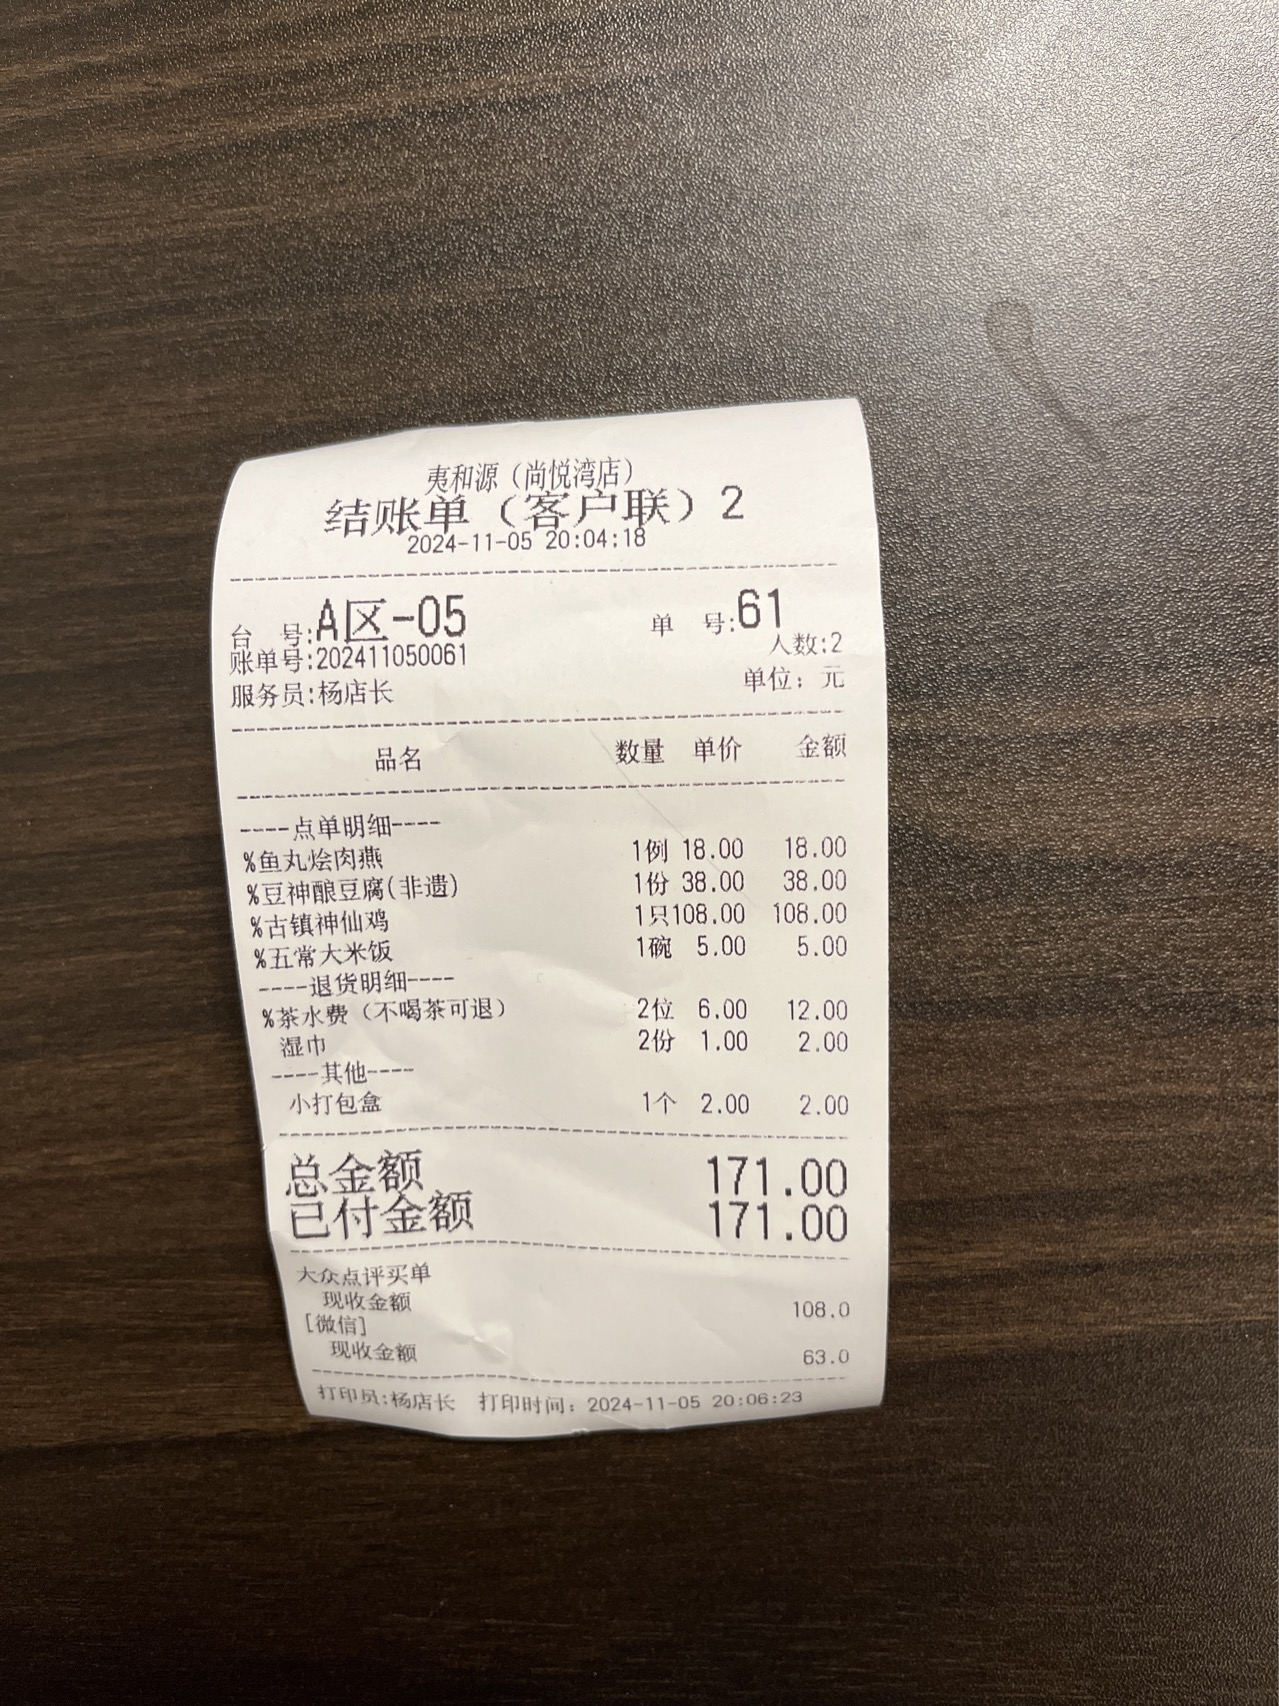 夷和源（尚悦湾店）
结账单（客户联）2
2024-11-05 20:04:18
台 号:A区-05 单 号:61
人数:2
账单号:202411050061
服务员:杨店长 单位：元
品名 数量 单价 金额
----点单明细----
%鱼丸烩肉燕 1例 18.00 18.00
%豆神酿豆腐(非遗) 1份 38.00 38.00
%古镇神仙鸡 1只108.00 108.00
%五常大米饭 1碗 5.00 5.00
----退货明细----
%茶水费（不喝茶可退） 2位 6.00 12.00
湿巾 2份 1.00 2.00
----其他----
小打包盒 1个 2.00 2.00
总金额 171.00
已付金额 171.00
大众点评买单
现收金额 108.0
[微信]
现收金额 63.0
打印员:杨店长 打印时间：2024-11-05 20:06:23